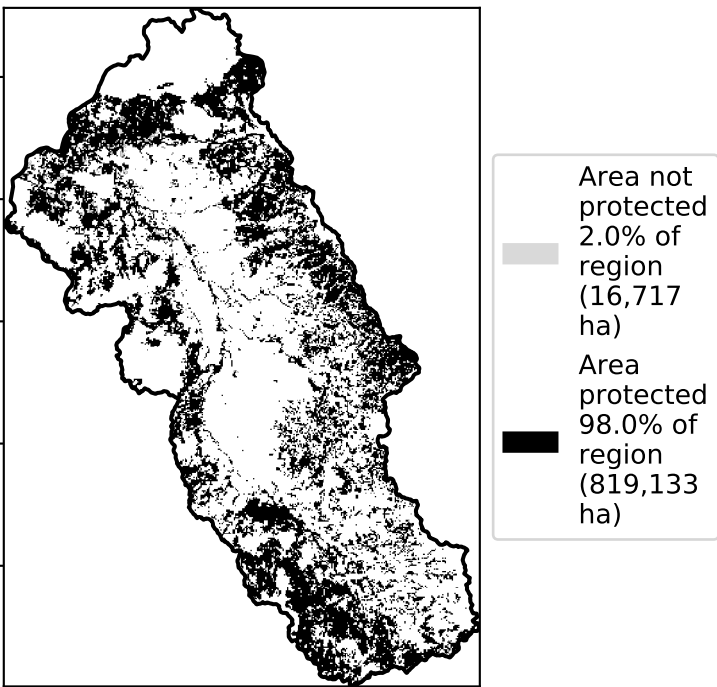 Area not
protected
2.0% of
region
(16,717
ha)
Area
protected
98.0% of
region
(819,133
ha)